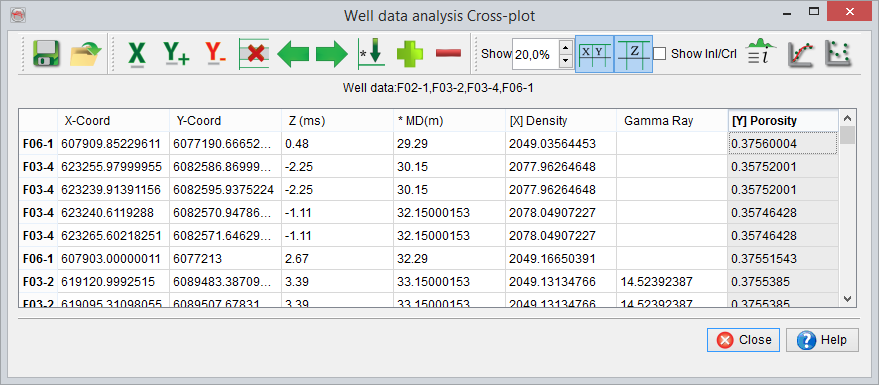 Well data analysis Cross-plot
X Y+ Y- * Show 20,0% X Y Z Show Inl/Crl i
Well data:F02-1,F03-2,F03-4,F06-1
X-Coord Y-Coord Z (ms) * MD(m) [X] Density Gamma Ray [Y] Porosity
F06-1 607909.85229611 6077190.66652... 0.48 29.29 2049.03564453 0.37560004
F03-4 623255.97999955 6082586.86999... -2.25 30.15 2077.96264648 0.35752001
F03-4 623239.91391156 6082595.9375224 -2.25 30.15 2077.96264648 0.35752001
F03-4 623240.6119288 6082570.94786... -1.11 32.15000153 2078.04907227 0.35746428
F03-4 623265.60218251 6082571.64629... -1.11 32.15000153 2078.04907227 0.35746428
F06-1 607903.00000011 6077213 2.67 32.29 2049.16650391 0.37551543
F03-2 619120.9992515 6089483.38709... 3.39 33.15000153 2049.13134766 14.52392387 0.3755385
F03-2 619095.31098055 6089507.67831... 3.39 33.15000153 2049.13134766 14.52392387 0.3755385
Close Help